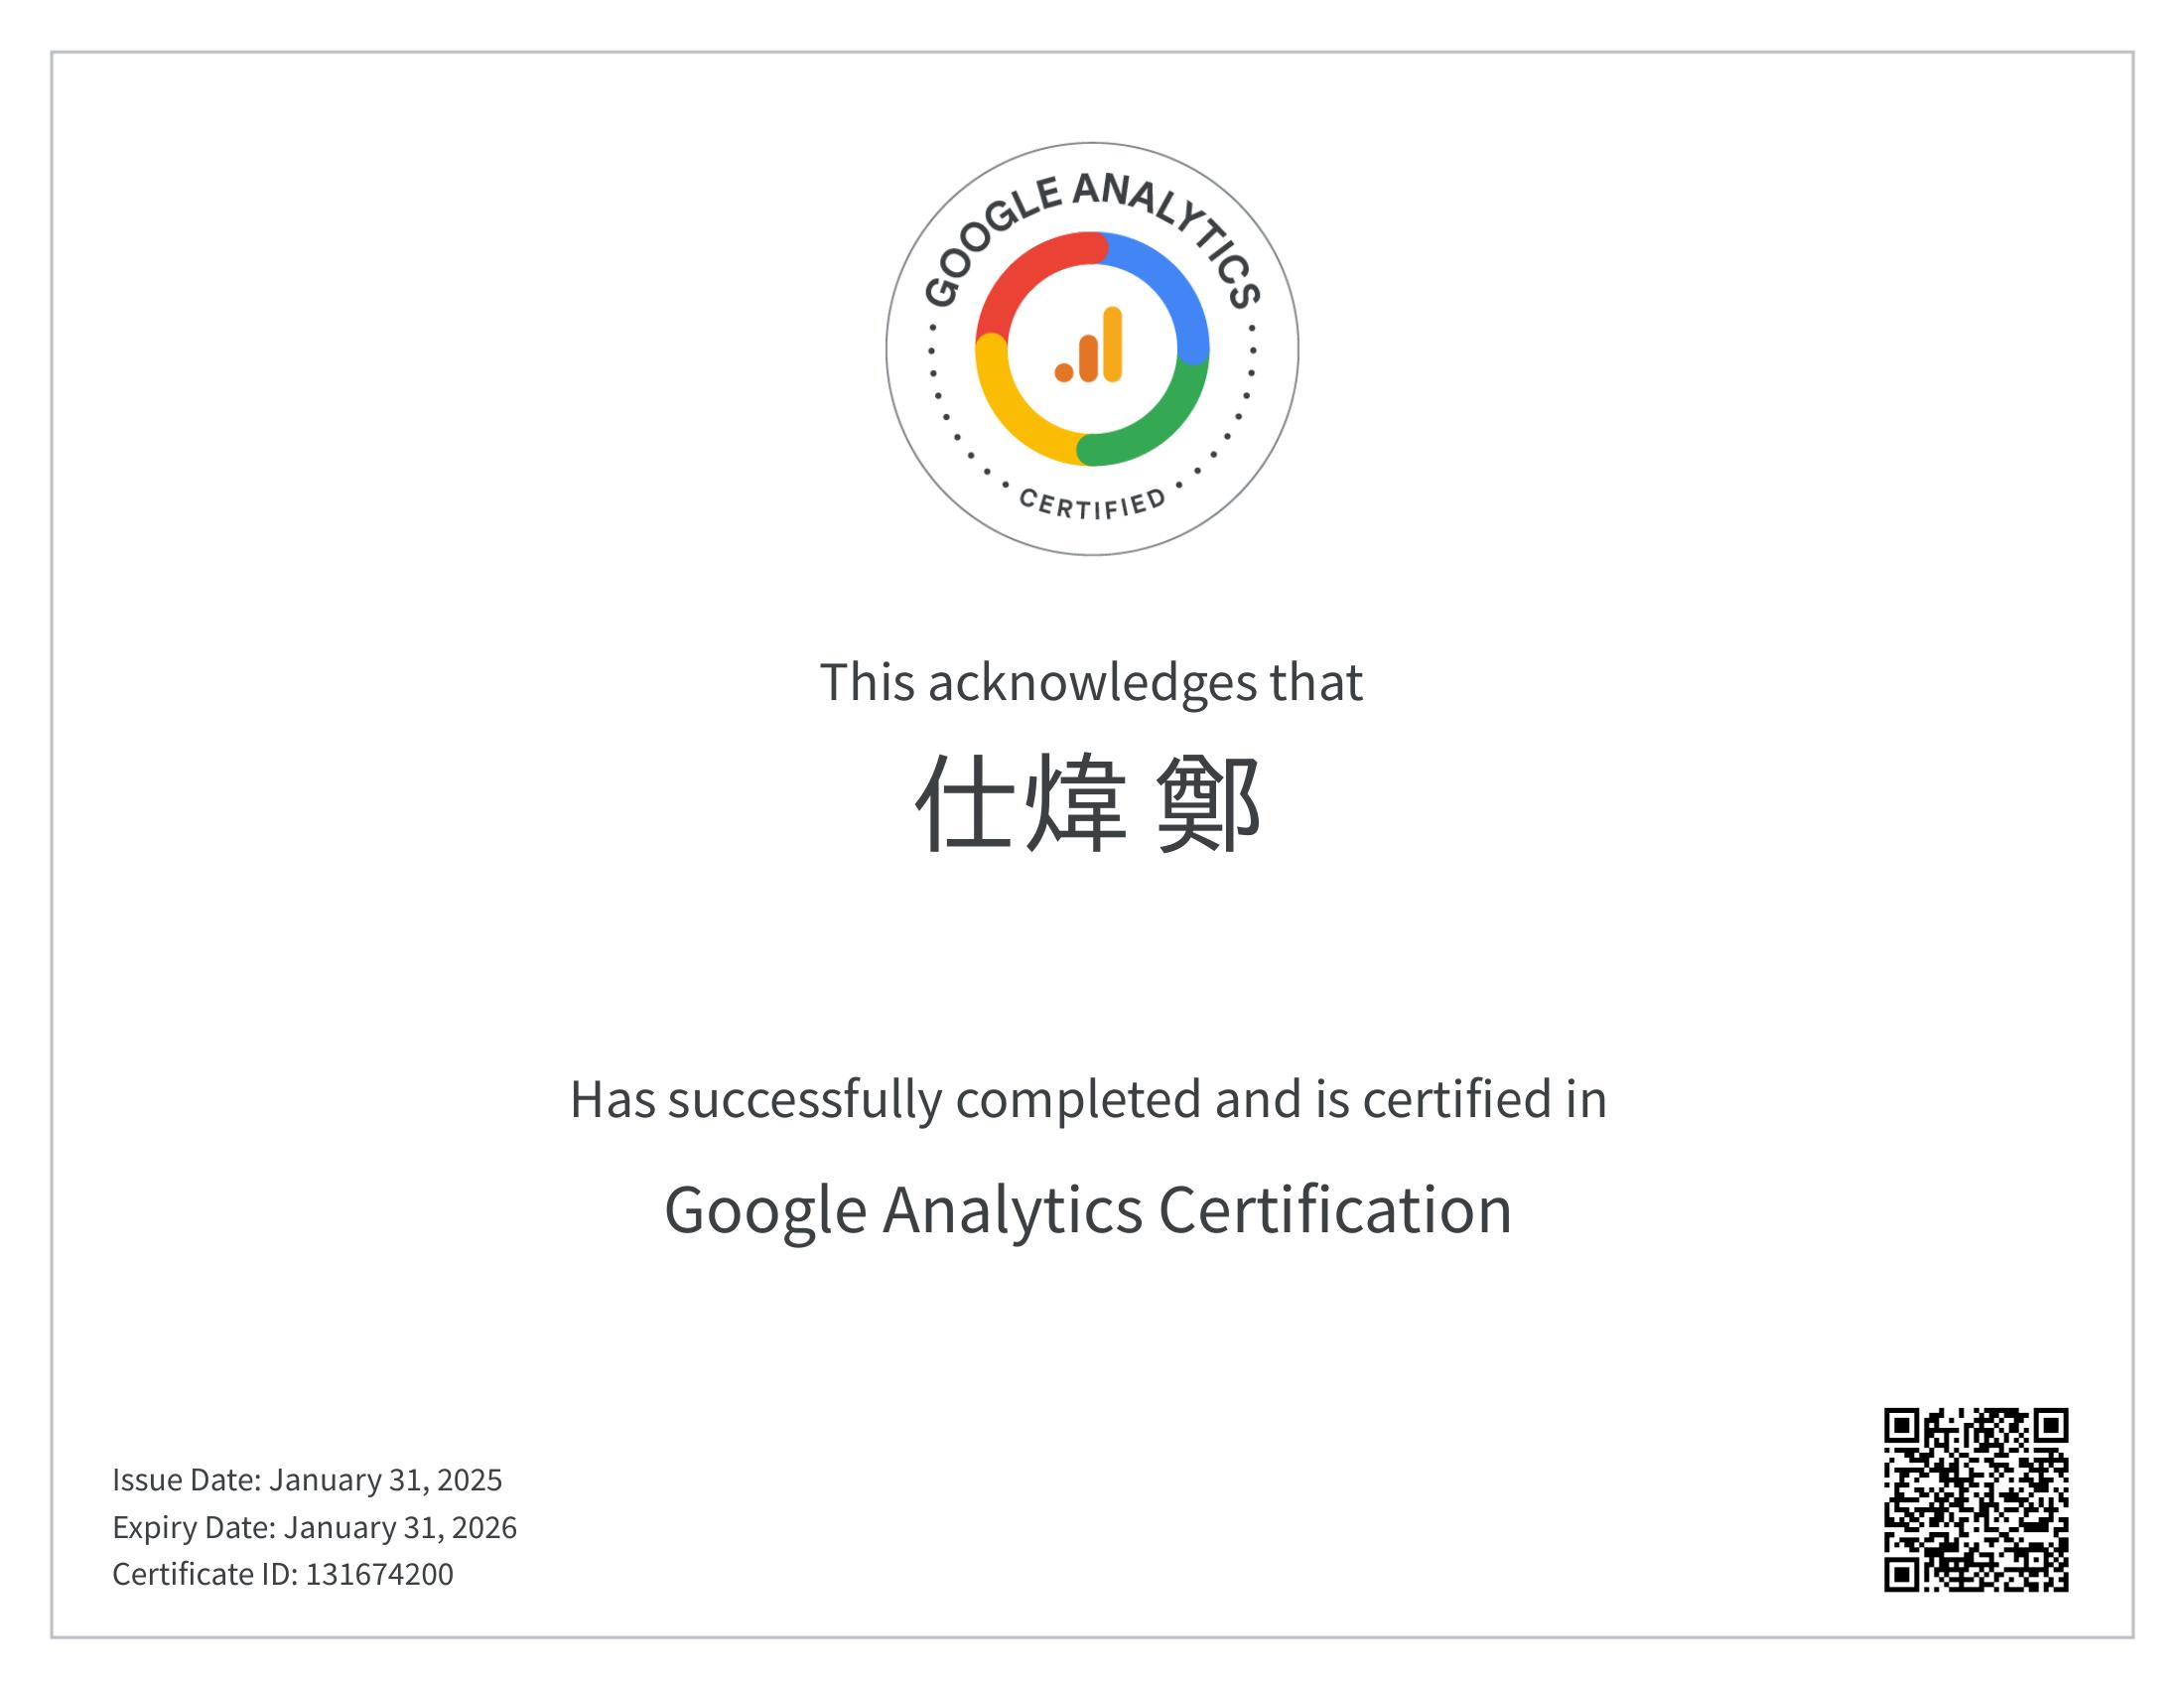 GOOGLE ANALYTICS
CERTIFIED
This acknowledges that
仕煒 鄭
Has successfully completed and is certified in
Google Analytics Certification
Issue Date: January 31, 2025
Expiry Date: January 31, 2026
Certificate ID: 131674200